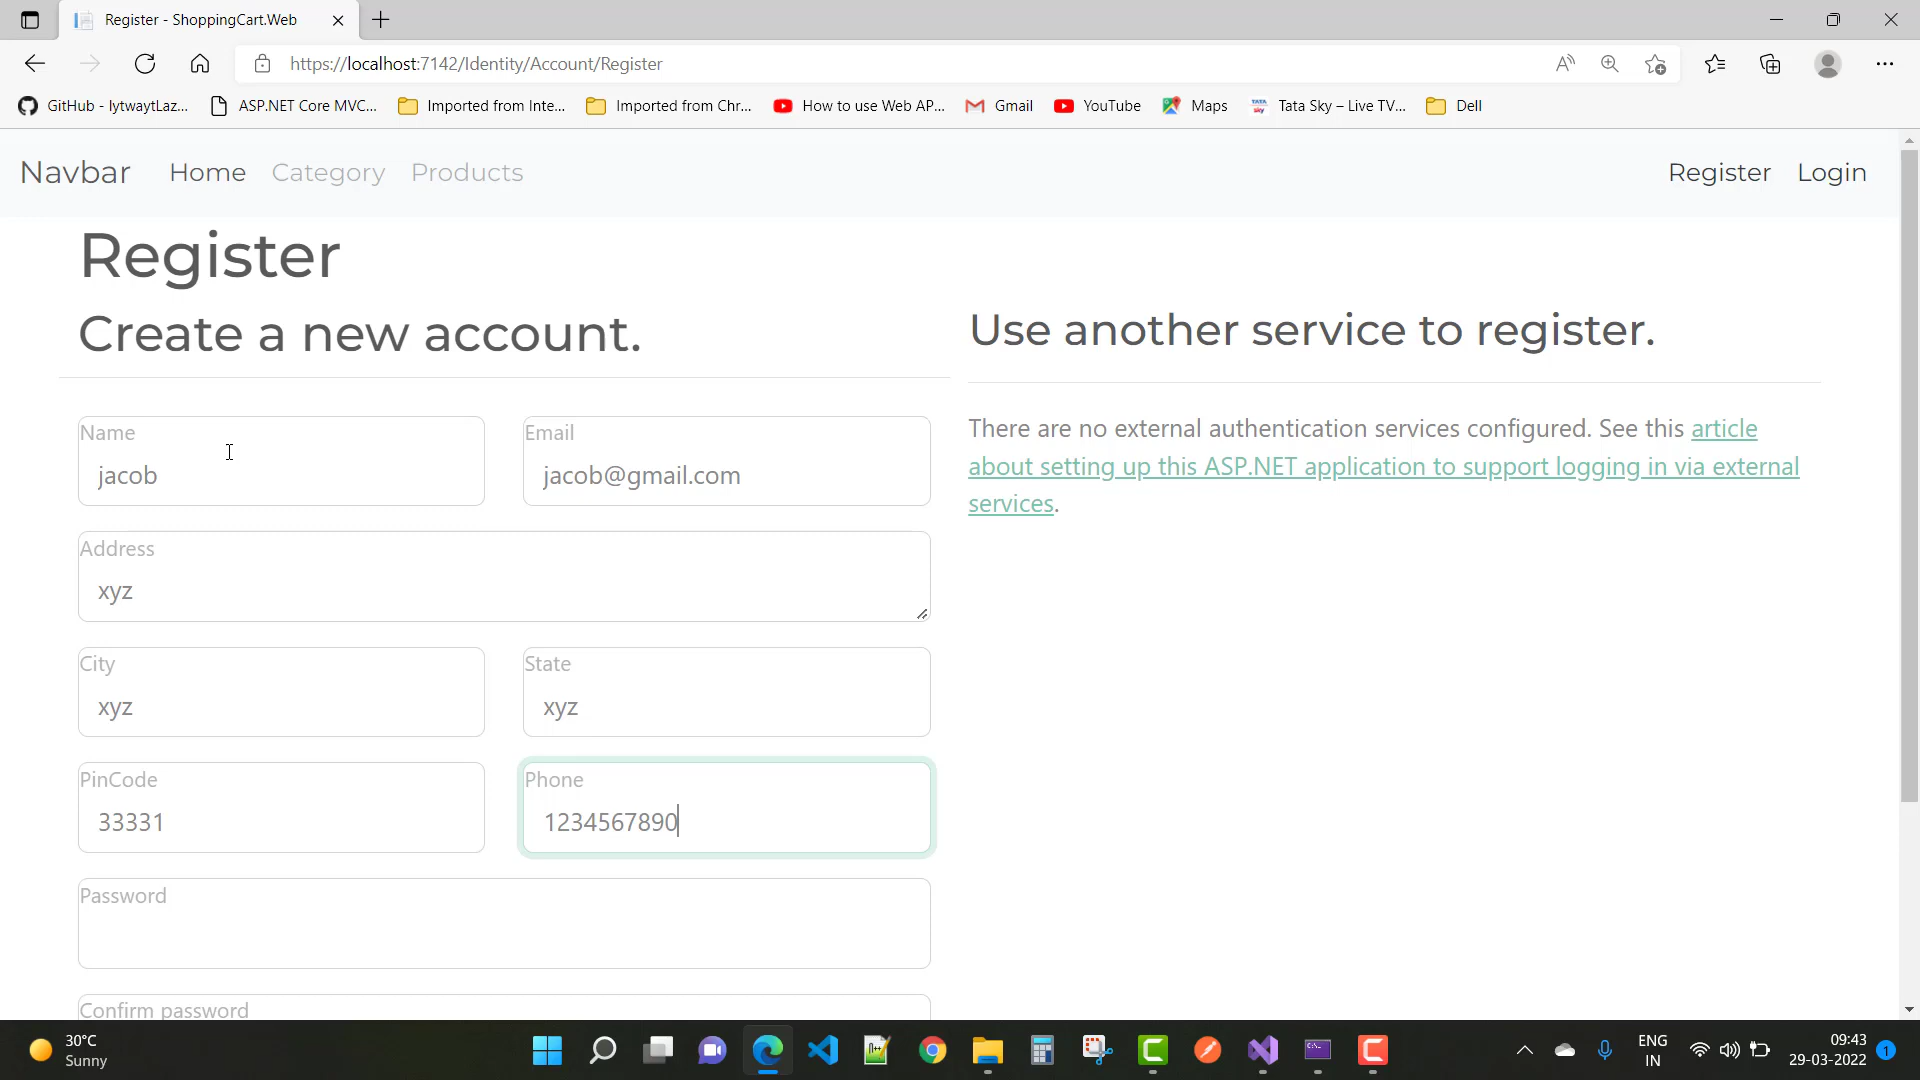 Register - ShoppingCart.Web
https://localhost:7142/Identity/Account/Register
GitHub - lytwaytLaz...
ASP.NET Core MVC...
Imported from Inte...
Imported from Chr...
How to use Web AP...
Gmail
YouTube
Maps
TATA sky
Tata Sky – Live TV...
Dell
Navbar
Home
Category
Products
Register
Login
Register
Create a new account.
Name
jacob
Email
jacob@gmail.com
Address
xyz
City
xyz
State
xyz
PinCode
33331
Phone
1234567890
Password
Confirm password
Use another service to register.
There are no external authentication services configured. See this article
about setting up this ASP.NET application to support logging in via external
services.
30°C
Sunny
ENG
IN
09:43
29-03-2022
1